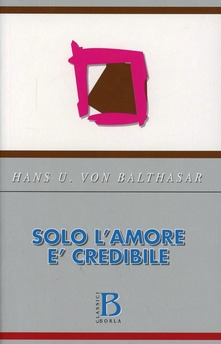 HANS U. VON BALTHASAR
SOLO L'AMORE
E' CREDIBILE
CLASSICI
B
BORLA